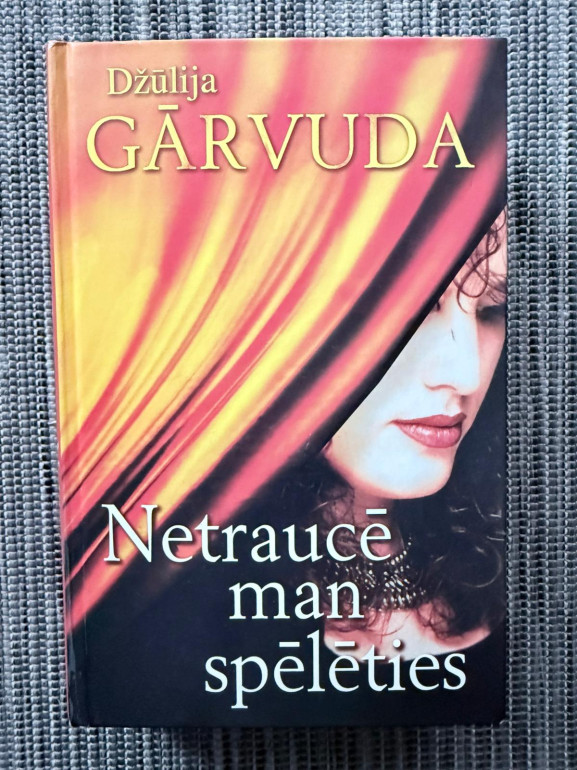 Džūlija
GĀRVUDA
Netraucē
man
spēlēties